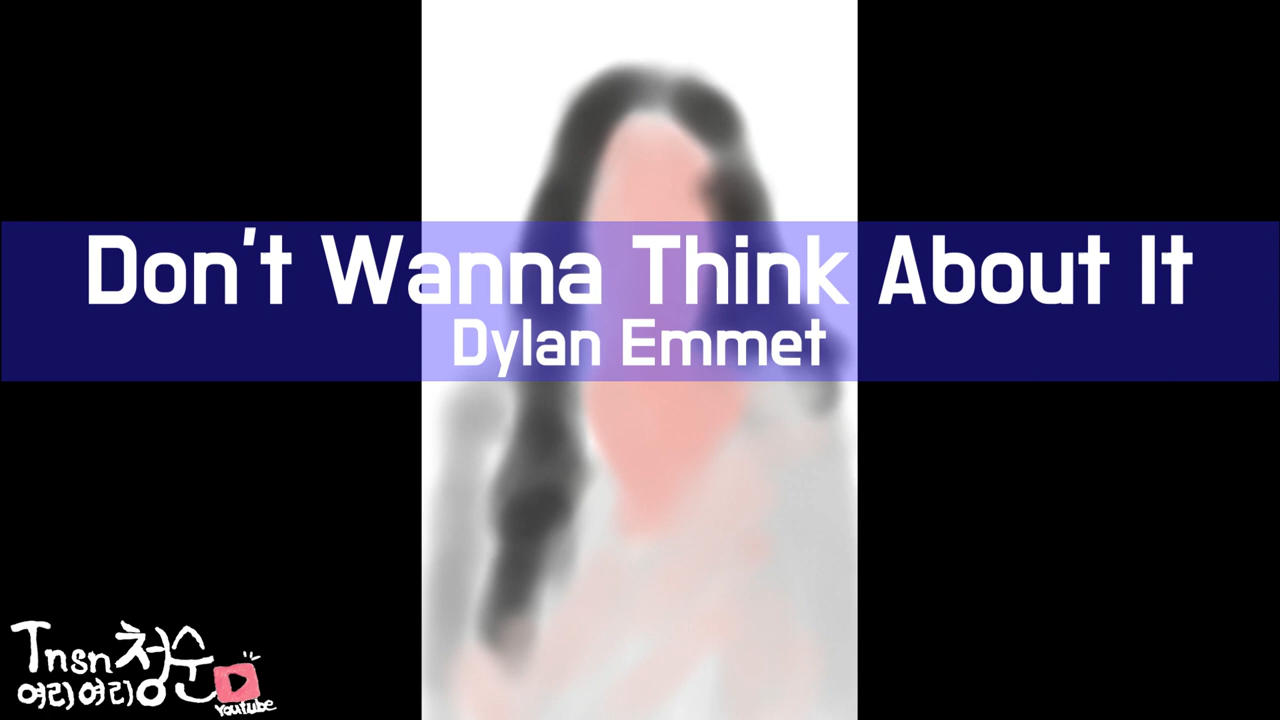 Don't Wanna Think About It
Dylan Emmet
Tnsn청순
여리여리
YouTube